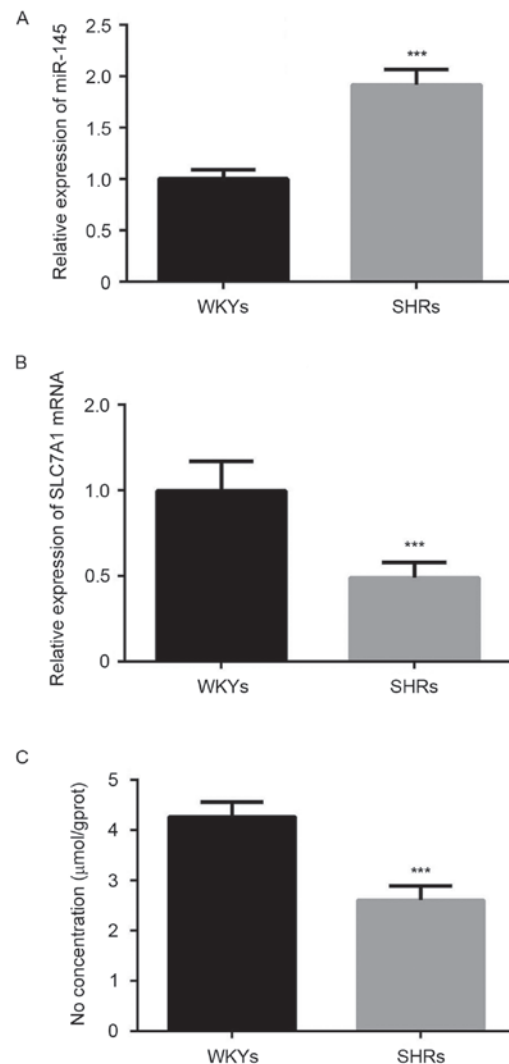 A
Relative expression of miR-145
2.5
2.0
1.5
1.0
0.5
0
***
WKYs
SHRs
B
Relative expression of SLC7A1 mRNA
2.0
1.0
0.5
0
***
WKYs
SHRs
C
No concentration (μmol/gprot)
5
4
3
2
1
0
***
WKYs
SHRs